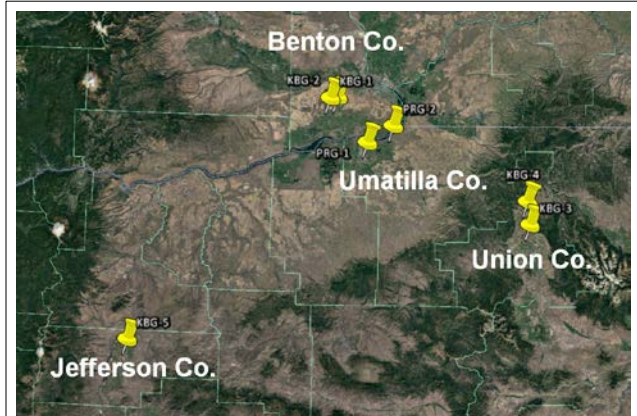 Benton Co.
KBG-2 KBG-1
PRG-2
PRG-1
Umatilla Co.
KBG-4
KBG-3
Union Co.
KBG-5
Jefferson Co.